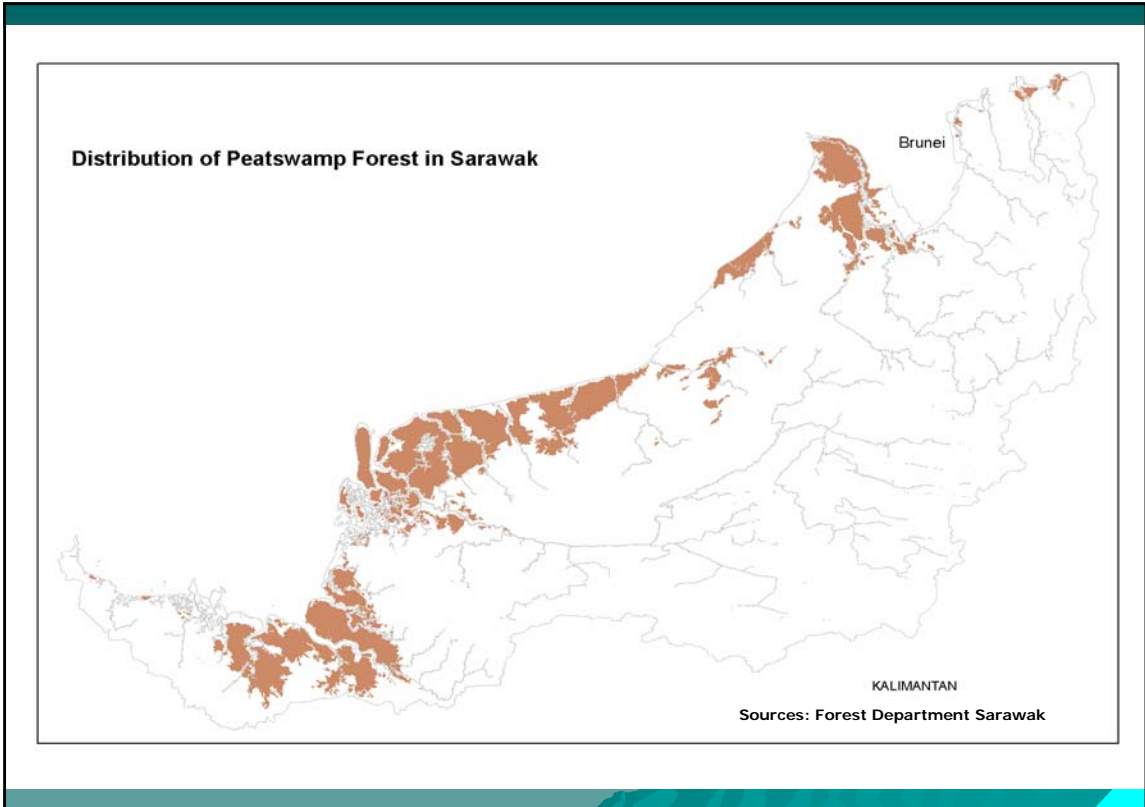 Distribution of Peatswamp Forest in Sarawak
Brunei
KALIMANTAN
Sources: Forest Department Sarawak